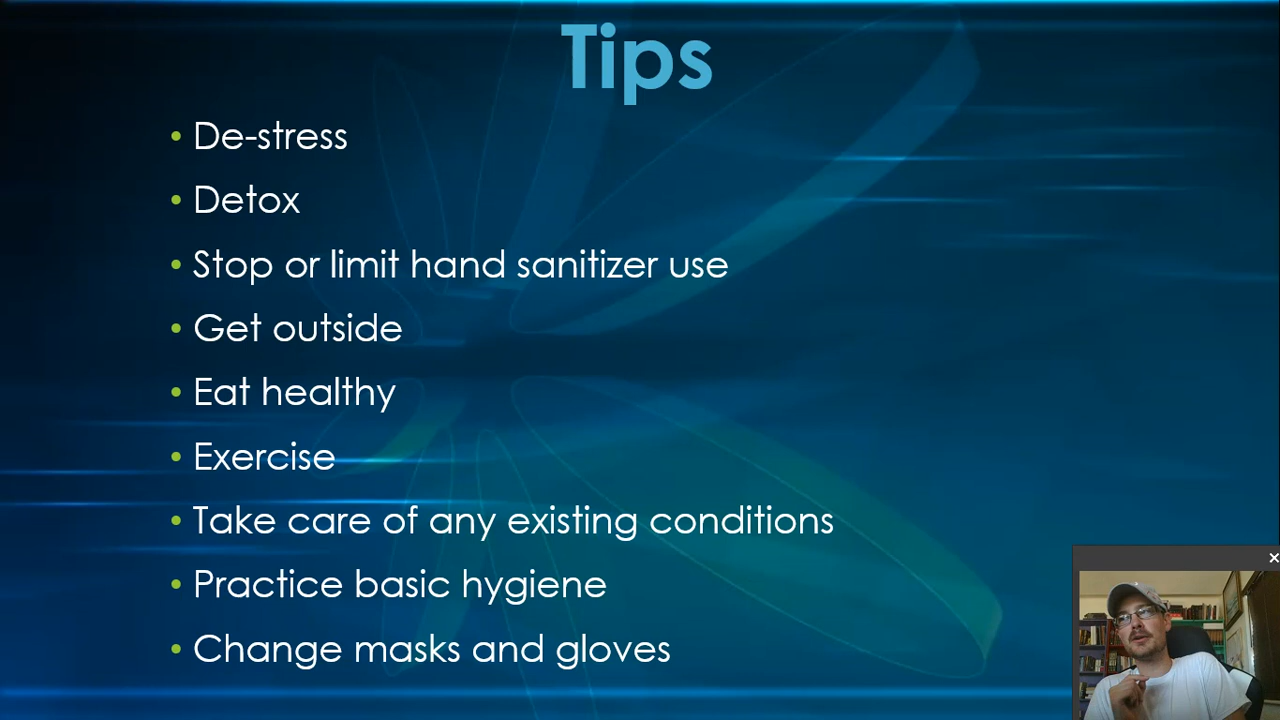 Tips
• De-stress
• Detox
• Stop or limit hand sanitizer use
• Get outside
• Eat healthy
• Exercise
• Take care of any existing conditions
• Practice basic hygiene
• Change masks and gloves